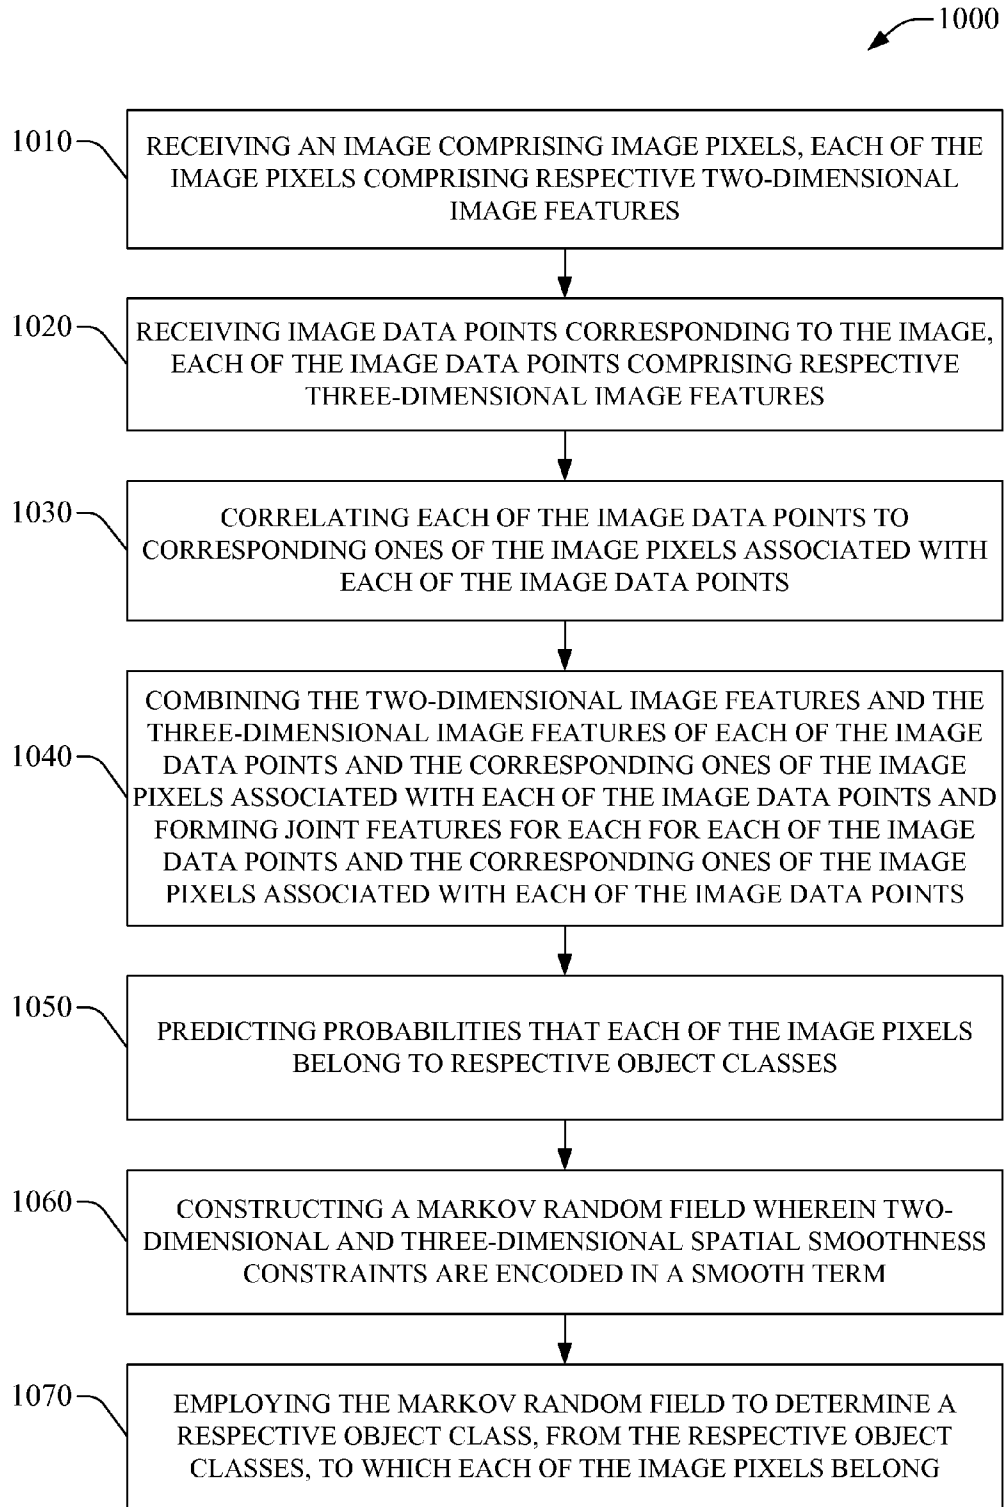 1000
1010
RECEIVING AN IMAGE COMPRISING IMAGE PIXELS, EACH OF THE
IMAGE PIXELS COMPRISING RESPECTIVE TWO-DIMENSIONAL
IMAGE FEATURES
1020
RECEIVING IMAGE DATA POINTS CORRESPONDING TO THE IMAGE,
EACH OF THE IMAGE DATA POINTS COMPRISING RESPECTIVE
THREE-DIMENSIONAL IMAGE FEATURES
1030
CORRELATING EACH OF THE IMAGE DATA POINTS TO
CORRESPONDING ONES OF THE IMAGE PIXELS ASSOCIATED WITH
EACH OF THE IMAGE DATA POINTS
1040
COMBINING THE TWO-DIMENSIONAL IMAGE FEATURES AND THE
THREE-DIMENSIONAL IMAGE FEATURES OF EACH OF THE IMAGE
DATA POINTS AND THE CORRESPONDING ONES OF THE IMAGE
PIXELS ASSOCIATED WITH EACH OF THE IMAGE DATA POINTS AND
FORMING JOINT FEATURES FOR EACH FOR EACH OF THE IMAGE
DATA POINTS AND THE CORRESPONDING ONES OF THE IMAGE
PIXELS ASSOCIATED WITH EACH OF THE IMAGE DATA POINTS
1050
PREDICTING PROBABILITIES THAT EACH OF THE IMAGE PIXELS
BELONG TO RESPECTIVE OBJECT CLASSES
1060
CONSTRUCTING A MARKOV RANDOM FIELD WHEREIN TWO-
DIMENSIONAL AND THREE-DIMENSIONAL SPATIAL SMOOTHNESS
CONSTRAINTS ARE ENCODED IN A SMOOTH TERM
1070
EMPLOYING THE MARKOV RANDOM FIELD TO DETERMINE A
RESPECTIVE OBJECT CLASS, FROM THE RESPECTIVE OBJECT
CLASSES, TO WHICH EACH OF THE IMAGE PIXELS BELONG